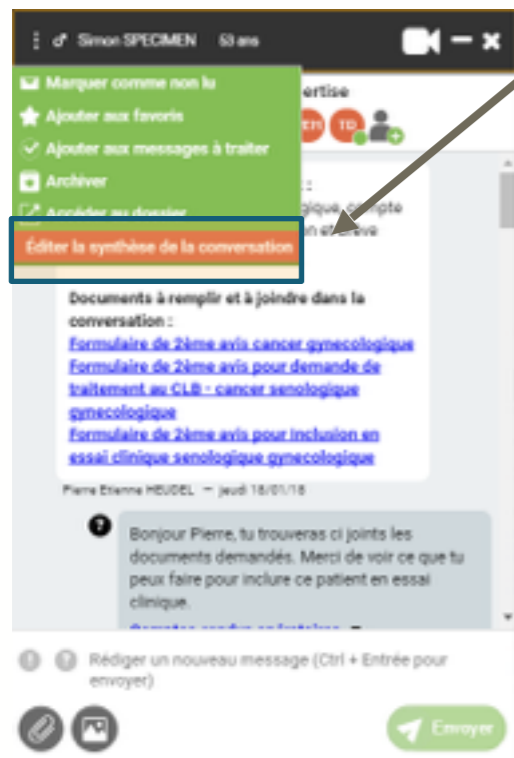 Simon SPECIMEN 53 ans
Marquer comme non lu
ertise
Ajouter aux favoris
Ajouter aux messages à traiter
Archiver
:
Accéder au dossier
gique, compte
n et brève
Éditer la synthèse de la conversation
Documents à remplir et à joindre dans la
conversation :
Formulaire de 2ème avis cancer gynecologique
Formulaire de 2ème avis pour demande de
traitement au CLB - cancer senologique
gynecologique
Formulaire de 2ème avis pour Inclusion en
essai clinique senologique gynecologique
Pierre Etienne HEUDEL — jeudi 18/01/18
Bonjour Pierre, tu trouveras ci joints les
documents demandés. Merci de voir ce que tu
peux faire pour inclure ce patient en essai
clinique.
Rédiger un nouveau message (Ctrl + Entrée pour
envoyer)
Envoyer